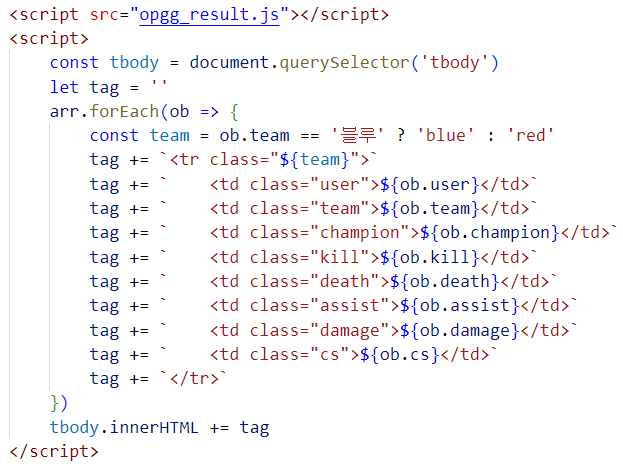 <script src="opgg_result.js"></script>
<script>
    const tbody = document.querySelector('tbody')
    let tag = ''
    arr.forEach(ob => {
        const team = ob.team == '블루' ? 'blue' : 'red'
        tag += `<tr class="${team}">`
        tag += `    <td class="user">${ob.user}</td>`
        tag += `    <td class="team">${ob.team}</td>`
        tag += `    <td class="champion">${ob.champion}</td>`
        tag += `    <td class="kill">${ob.kill}</td>`
        tag += `    <td class="death">${ob.death}</td>`
        tag += `    <td class="assist">${ob.assist}</td>`
        tag += `    <td class="damage">${ob.damage}</td>`
        tag += `    <td class="cs">${ob.cs}</td>`
        tag += `</tr>`
    })
    tbody.innerHTML += tag
</script>